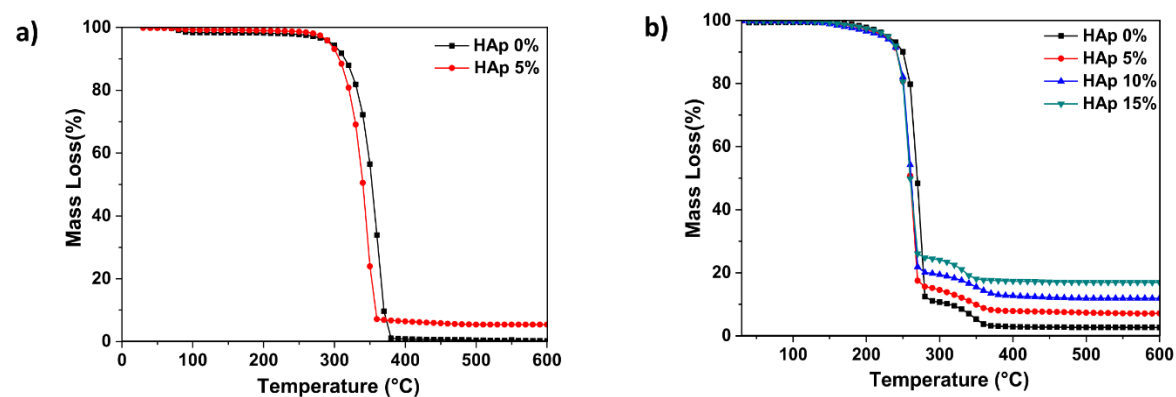 a)
HAp 0%
HAp 5%
Mass Loss(%)
100
80
60
40
20
0
0 100 200 300 400 500 600
Temperature (°C)
b)
HAp 0%
HAp 5%
HAp 10%
HAp 15%
Mass Loss(%)
100
80
60
40
20
0
100 200 300 400 500 600
Temperature (°C)